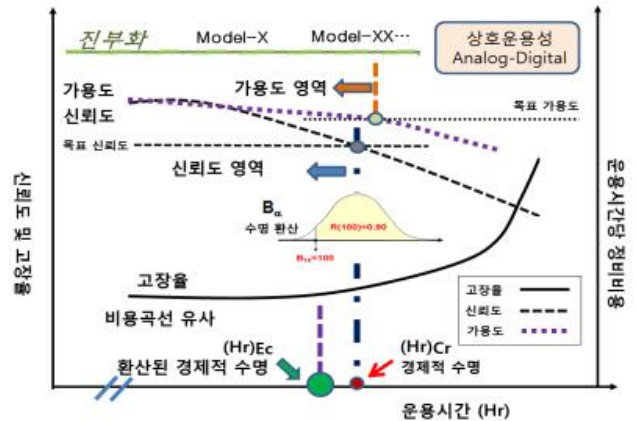 진부화 Model-X Model-XX…
상호운용성
Analog-Digital
가용도
신뢰도
가용도 영역
목표 가용도
목표 신뢰도
신뢰도 영역
신뢰도 및 고장율
운용시간당 정비비용
Bα
수명 환산
R(100)=0.90
B₁₀=100
고장율
비용곡선 유사
고장율
신뢰도
가용도
(Hr)Ec
환산된 경제적 수명
(Hr)Cr
경제적 수명
운용시간 (Hr)